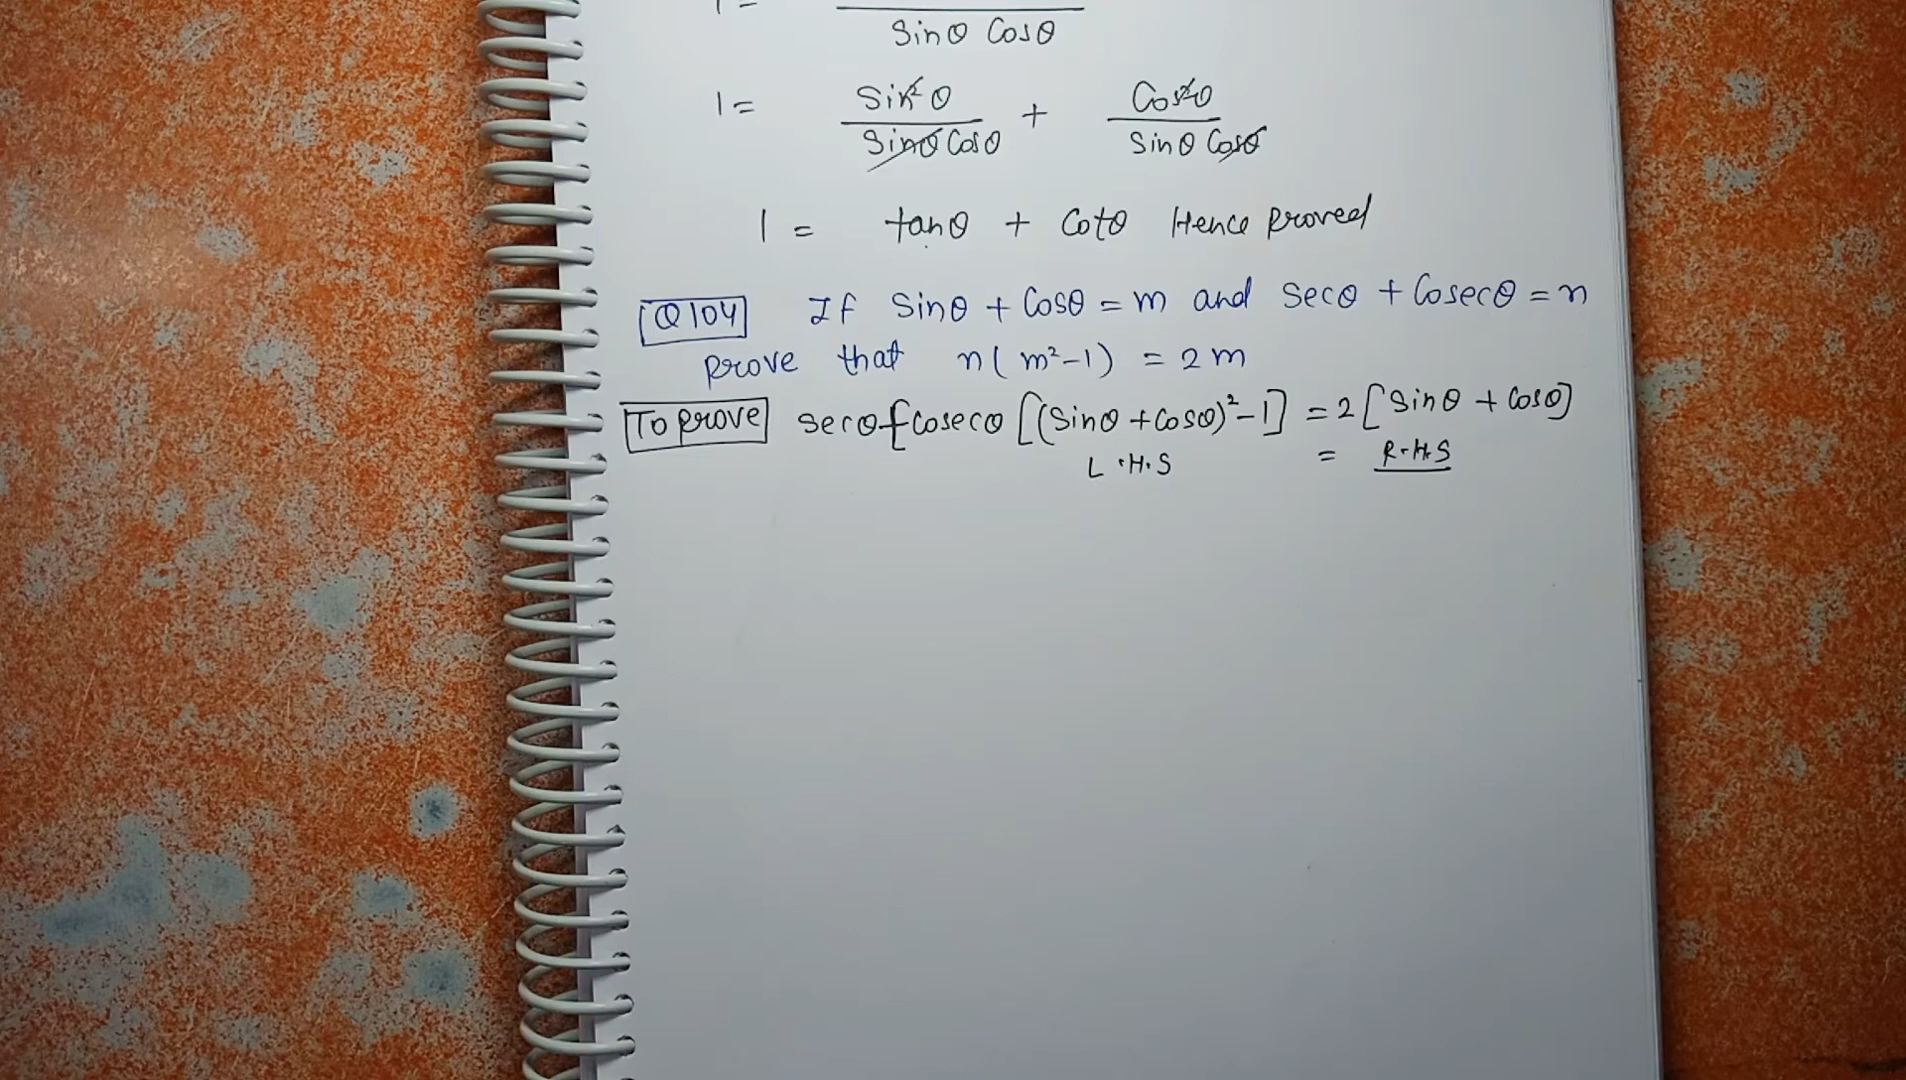 1 =
Sinθ Cosθ
1 = Sin²θ / Sinθ Cosθ + Cos²θ / Sinθ Cosθ
1 = tanθ + Cotθ Hence proved
Q104 If Sinθ + Cosθ = m and Secθ + Cosecθ = n
prove that n(m²-1) = 2m
To prove Secθ + Cosecθ [(Sinθ + Cosθ)² - 1] = 2[Sinθ + Cosθ]
L.H.S = R.H.S